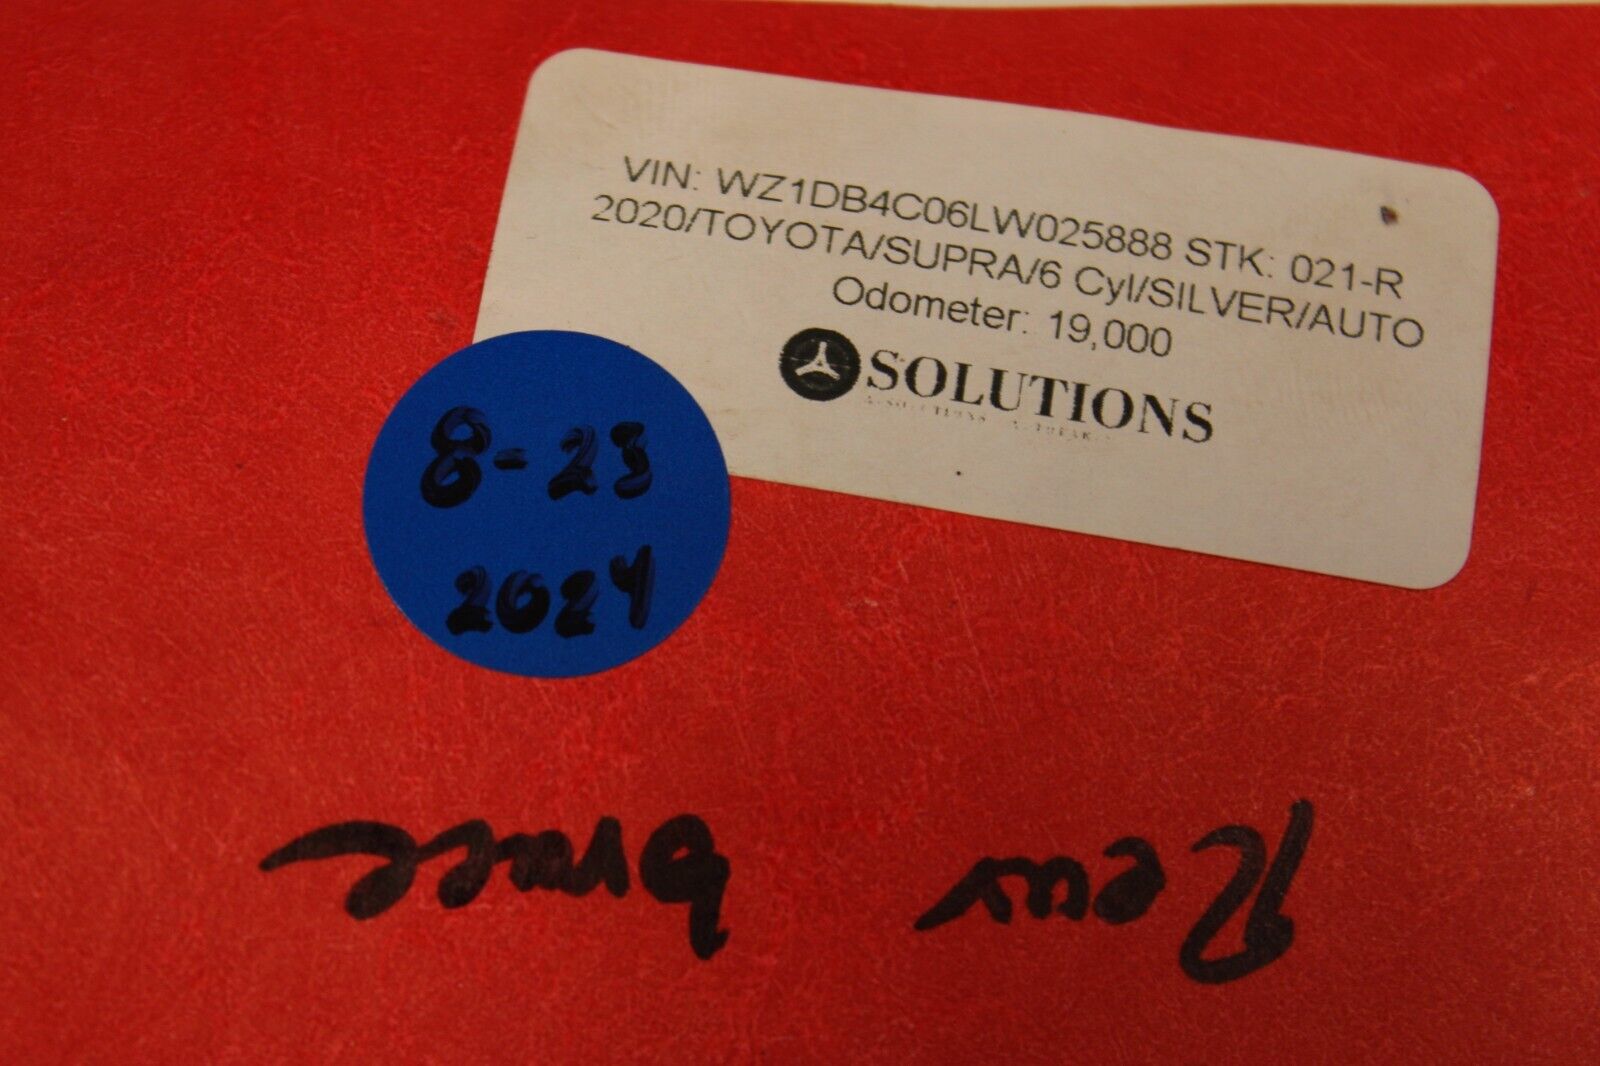 VIN: WZ1DB4C06LW025888 STK: 021-R
2020/TOYOTA/SUPRA/6 Cyl/SILVER/AUTO
Odometer: 19,000
SOLUTIONS
8-23
2024
Rear brace